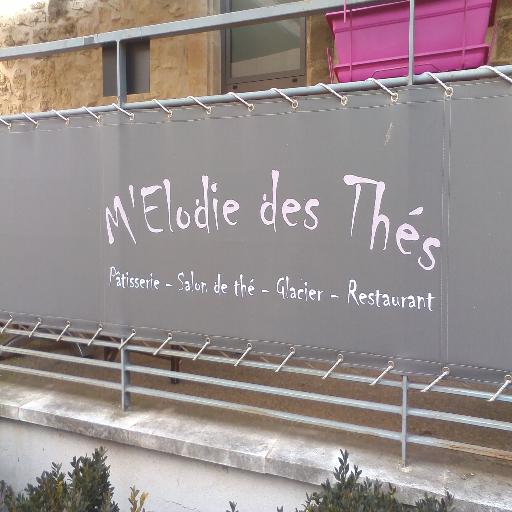 M'Elodie des Thés
Pâtisserie - Salon de thé - Glacier - Restaurant